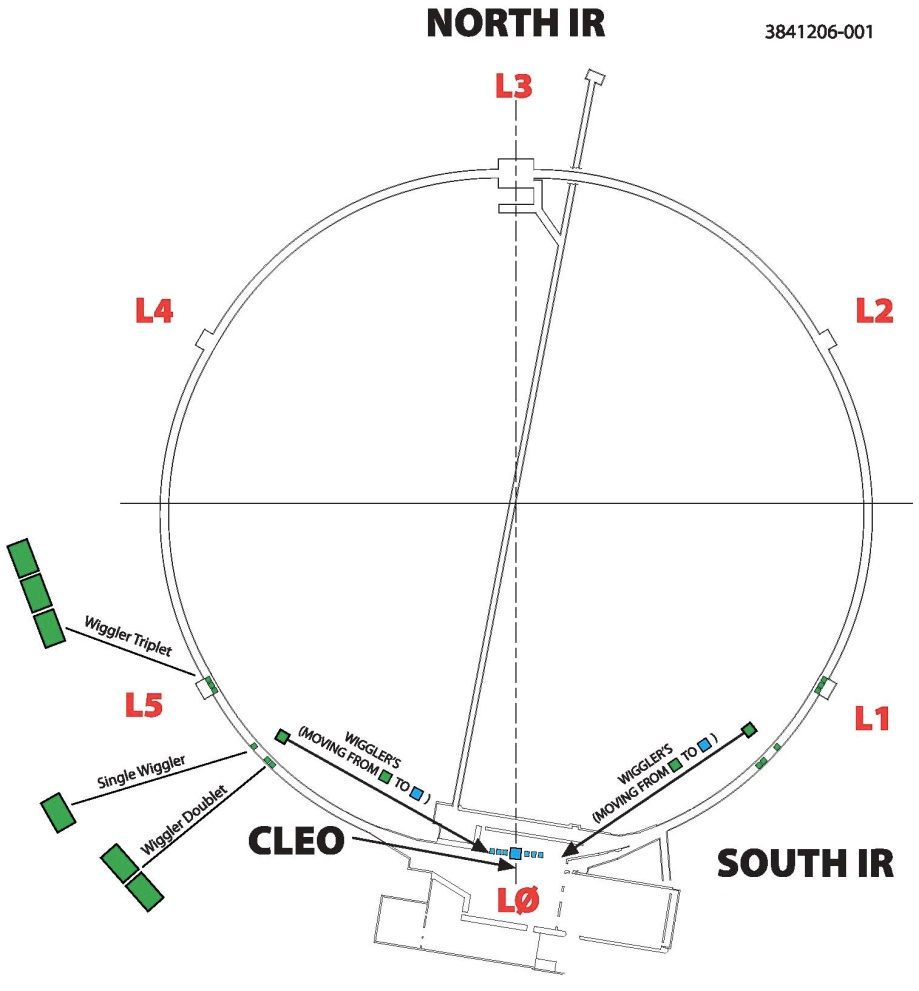 NORTH IR
3841206-001
L3
L4
L2
Wiggler Triplet
L5
L1
WIGGLER'S
(MOVING FROM TO )
WIGGLER'S
(MOVING FROM TO )
Single Wiggler
Wiggler Doublet
CLEO
SOUTH IR
LØ